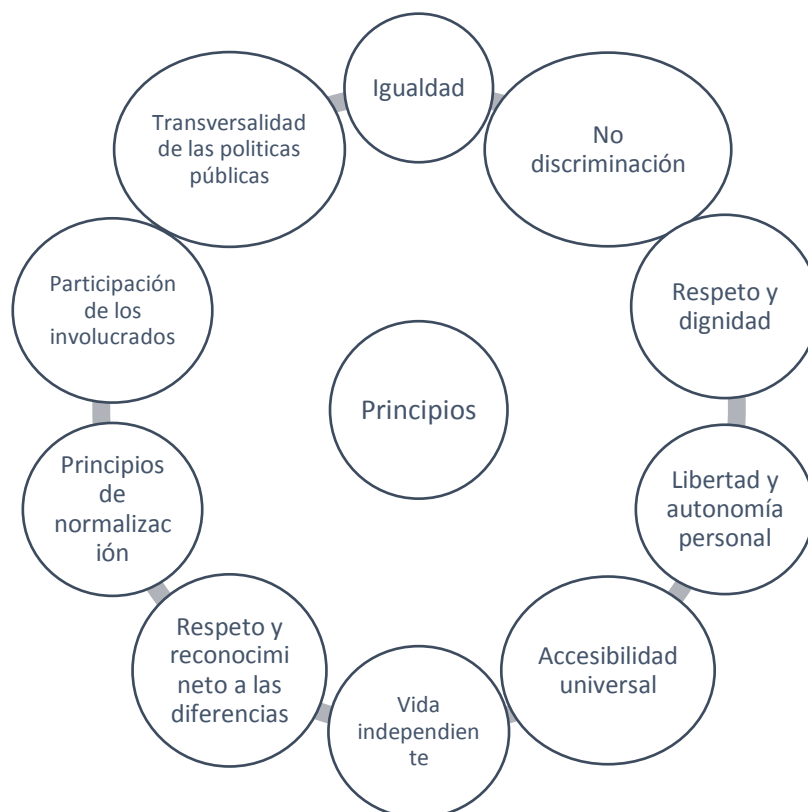 Igualdad
No
discriminación
Respeto y
dignidad
Libertad y
autonomía
personal
Accesibilidad
universal
Vida
independien
te
Respeto y
reconocimi
neto a las
diferencias
Principios
de
normalizac
ión
Participación
de los
involucrados
Transversalidad
de las politicas
públicas
Principios